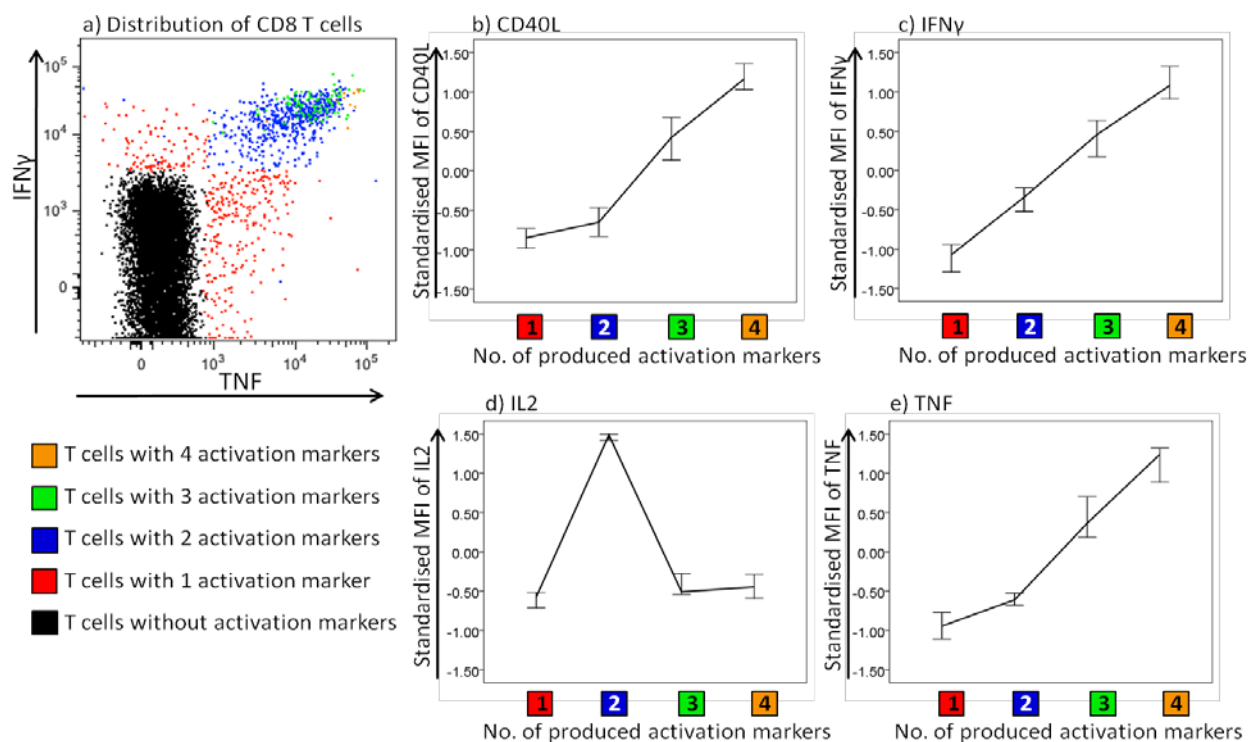 a) Distribution of CD8 T cells
IFNγ
10^5
10^4
10^3
0
0
10^3
10^4
10^5
TNF
b) CD40L
Standardised MFI of CD40L
1.50
1.00
0.50
0.00
-0.50
-1.00
-1.50
1
2
3
4
No. of produced activation markers
c) IFNγ
Standardised MFI of IFNγ
1.50
1.00
0.50
0.00
-0.50
-1.00
-1.50
1
2
3
4
No. of produced activation markers
T cells with 4 activation markers
T cells with 3 activation markers
T cells with 2 activation markers
T cells with 1 activation marker
T cells without activation markers
d) IL2
Standardised MFI of IL2
1.50
1.00
0.50
0.00
-0.50
-1.00
-1.50
1
2
3
4
No. of produced activation markers
e) TNF
Standardised MFI of TNF
1.50
1.00
0.50
0.00
-0.50
-1.00
-1.50
1
2
3
4
No. of produced activation markers